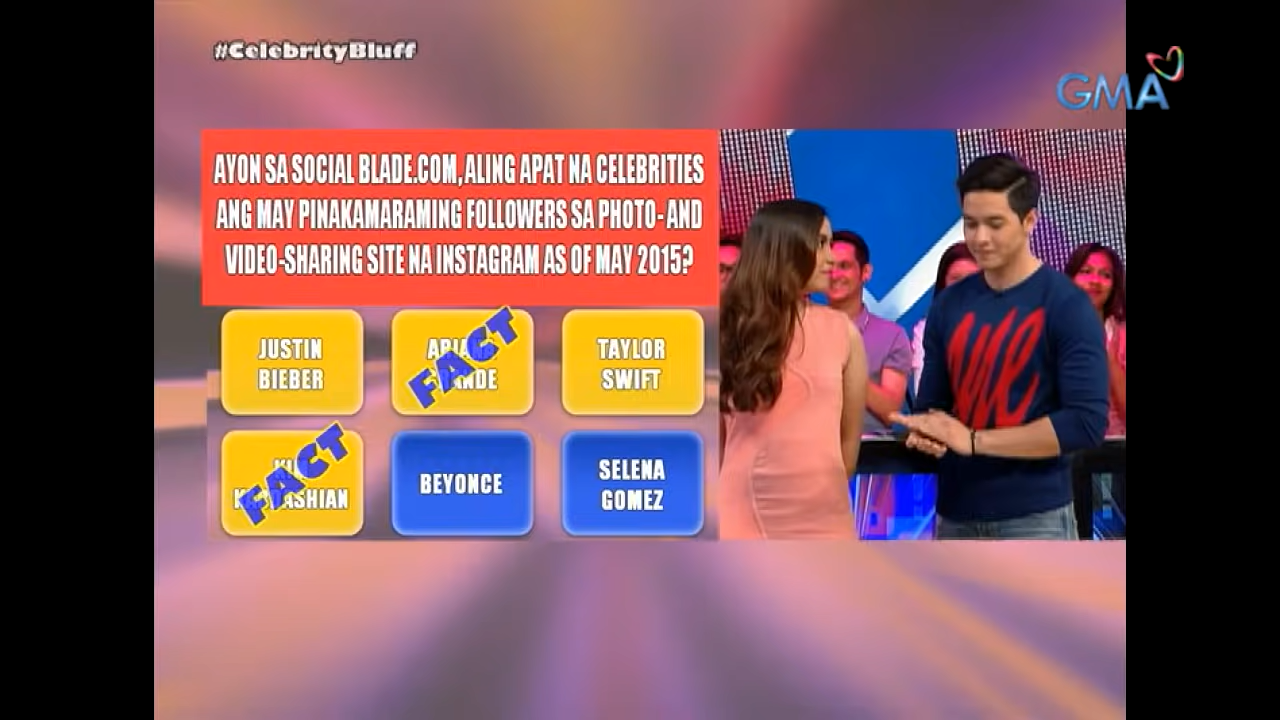 #CelebrityBluff
GMA
AYON SA SOCIAL BLADE.COM, ALING APAT NA CELEBRITIES
ANG MAY PINAKAMARAMING FOLLOWERS SA PHOTO- AND
VIDEO-SHARING SITE NA INSTAGRAM AS OF MAY 2015?
JUSTIN
BIEBER
FACT
TAYLOR
SWIFT
FACT
BEYONCE
SELENA
GOMEZ